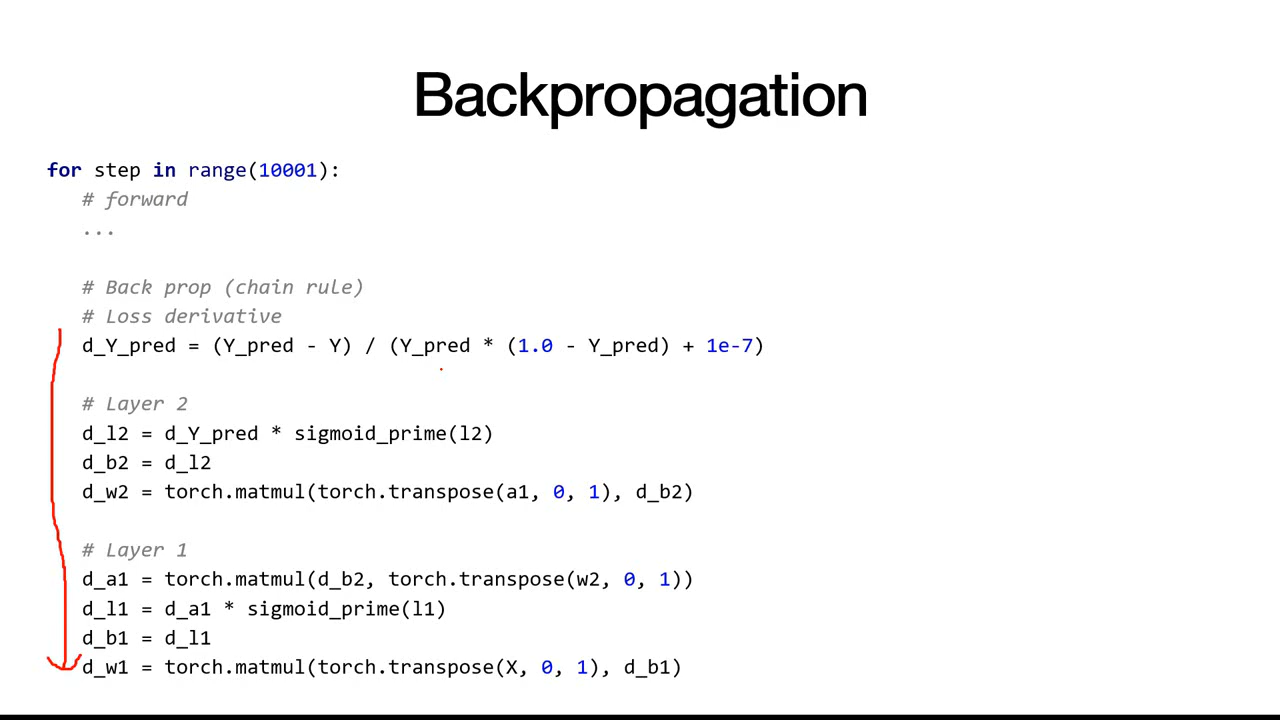 Backpropagation
for step in range(10001):
# forward
...
# Back prop (chain rule)
# Loss derivative
d_Y_pred = (Y_pred - Y) / (Y_pred * (1.0 - Y_pred) + 1e-7)
# Layer 2
d_l2 = d_Y_pred * sigmoid_prime(l2)
d_b2 = d_l2
d_w2 = torch.matmul(torch.transpose(a1, 0, 1), d_b2)
# Layer 1
d_a1 = torch.matmul(d_b2, torch.transpose(w2, 0, 1))
d_l1 = d_a1 * sigmoid_prime(l1)
d_b1 = d_l1
d_w1 = torch.matmul(torch.transpose(X, 0, 1), d_b1)